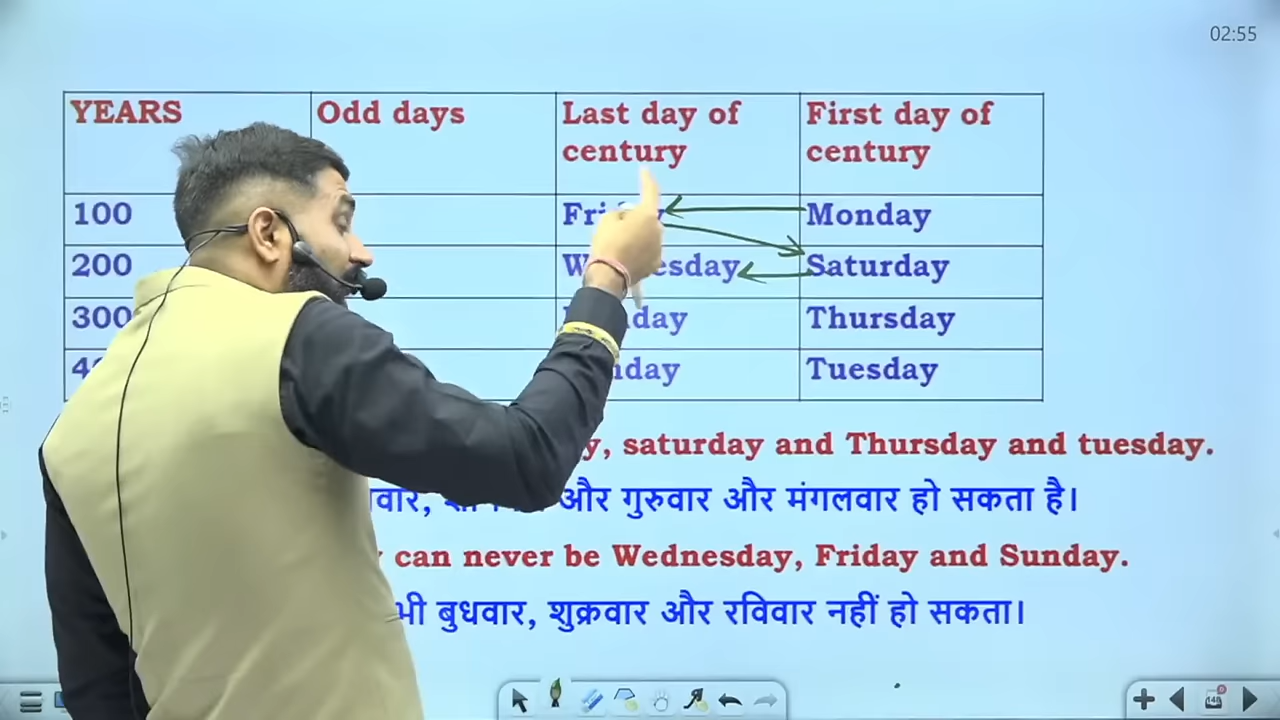 02:55
YEARS Odd days Last day of century First day of century
100 Monday
200 Saturday
300 Thursday
Tuesday
saturday and Thursday and tuesday.
और गुरुवार और मंगलवार हो सकता है।
can never be Wednesday, Friday and Sunday.
बुधवार, शुक्रवार और रविवार नहीं हो सकता।